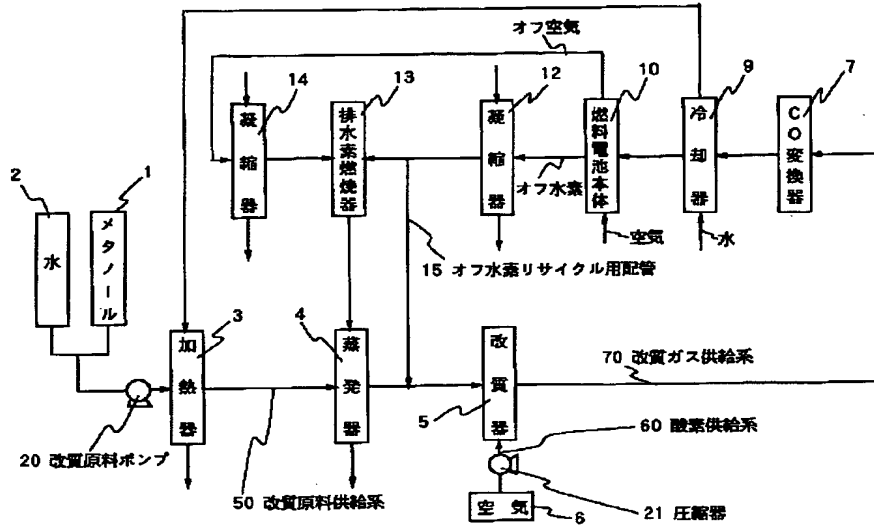 オフ空気
14
13
12
10
9
7
凝縮器
排水素燃焼器
凝縮器
燃料電池本体
冷却器
CO変換器
オフ水素
2
1
水
メタノール
空気
水
15 オフ水素リサイクル用配管
3
4
加熱器
蒸発器
改質器
5
70 改質ガス供給系
60 酸素供給系
20 改質原料ポンプ
50 改質原料供給系
21 圧縮器
空気
6